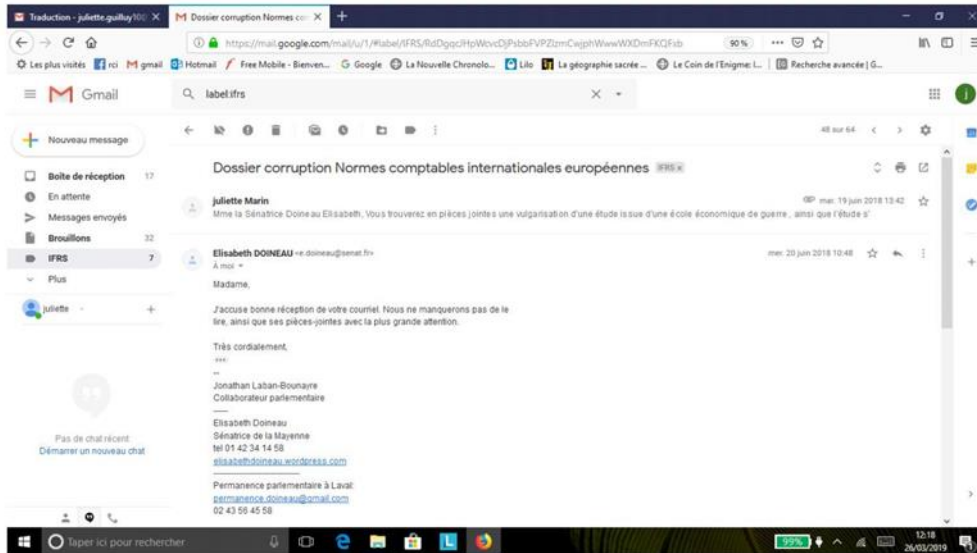 Traduction - juliette.guilluy100
Dossier corruption Normes com
https://mail.google.com/mail/u/1/#label/IFRS/
90 %
Les plus visités rci M gmail Hotmail Free Mobile - Bienven... Google La Nouvelle Chronolo... Lilo La géographie sacrée ... Le Coin de l'Enigme: L... Recherche avancée | G...
Gmail
label:ifrs
Nouveau message
48 sur 64
Boîte de réception 17
En attente
Messages envoyés
Brouillons 32
IFRS 7
Plus
juliette
Pas de chat récent
Démarrer un nouveau chat
Dossier corruption Normes comptables internationales européennes IFRS x
juliette Marin
mar. 19 juin 2018 13:42
Mme la Sénatrice Doineau Elisabeth, Vous trouverez en pièces jointes une vulgarisation d'une étude issue d'une école économique de guerre , ainsi que l'étude s'
Elisabeth DOINEAU <e.doineau@senat.fr>
mer. 20 juin 2018 10:48
À moi
Madame,
J'accuse bonne réception de votre courriel. Nous ne manquerons pas de le
lire, ainsi que ses pièces-jointes avec la plus grande attention.
Très cordialement,
--
Jonathan Laban-Bounayre
Collaborateur parlementaire
-----
Elisabeth Doineau
Sénatrice de la Mayenne
tel 01 42 34 14 58
elisabethdoineau.wordpress.com
-----------------------------
Permanence parlementaire à Laval:
permanence.doineau@gmail.com
02 43 56 45 58
Taper ici pour rechercher
99%
12:18
26/03/2019